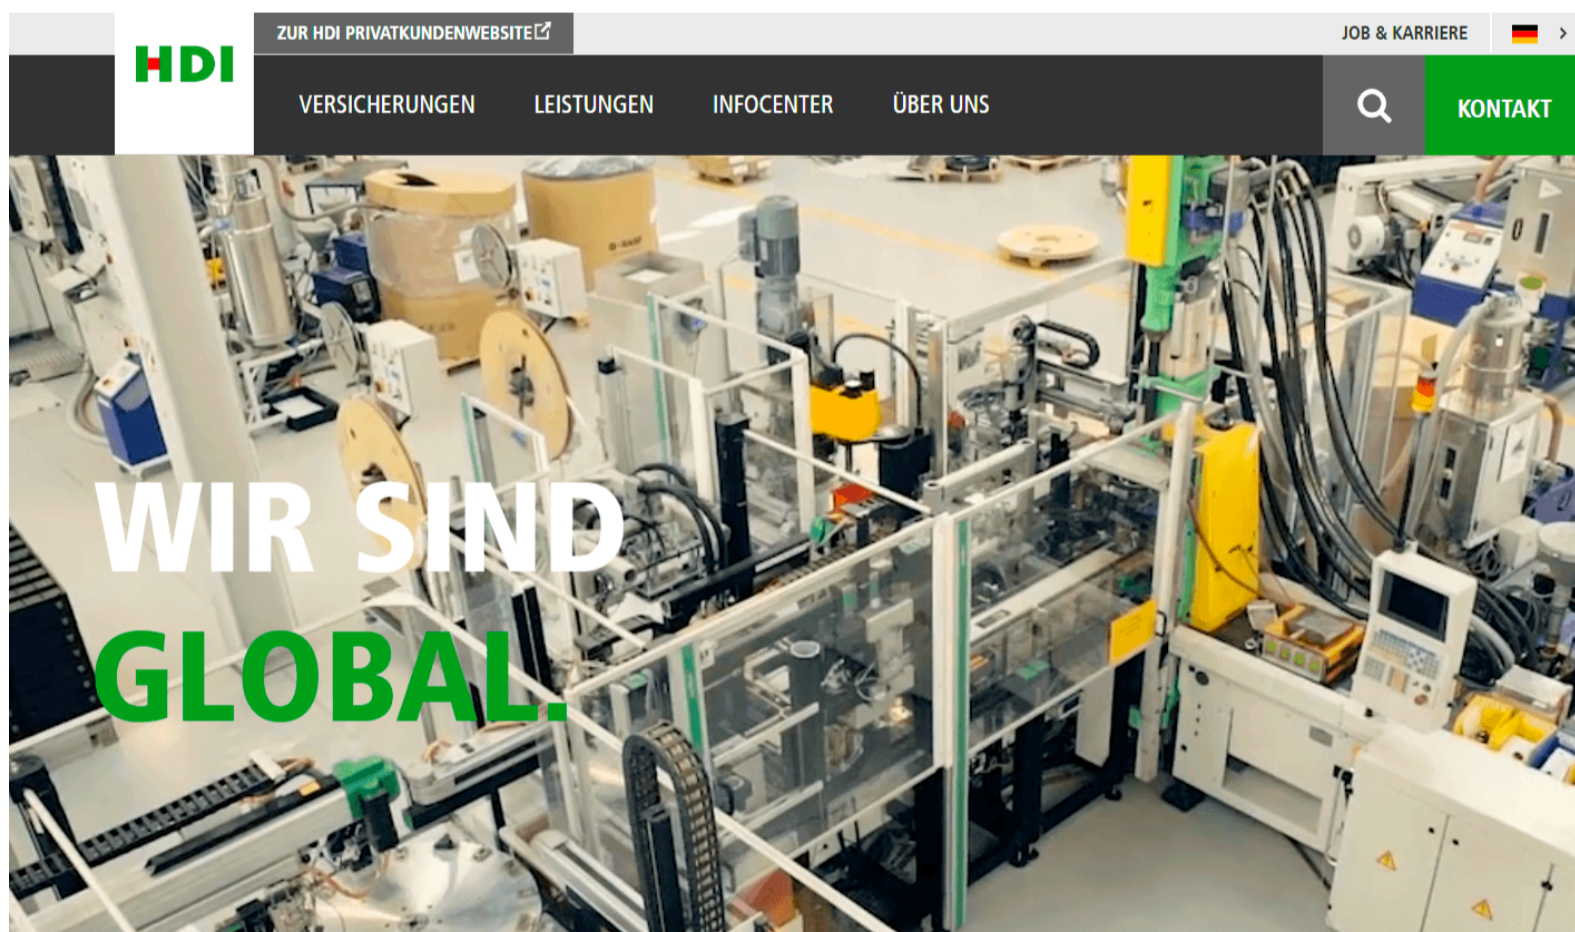 ZUR HDI PRIVATKUNDENWEBSITE
JOB & KARRIERE
HDI
VERSICHERUNGEN
LEISTUNGEN
INFOCENTER
ÜBER UNS
KONTAKT
WIR SIND
GLOBAL.